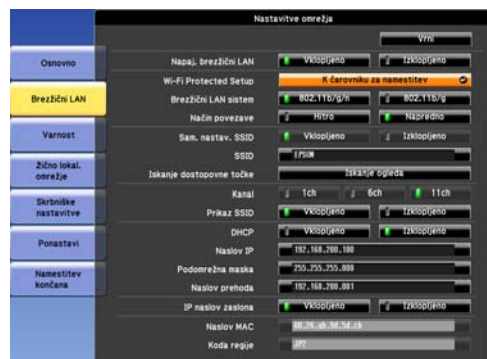 Nastavitve omrežja
Vrni
Osnovno
Brezžični LAN
Varnost
Žično lokal.
omrežje
Skrbniške
nastavitve
Ponastavi
Namestitev
končana
Napaj. brezžični LAN Vklopljeno Izklopljeno
Wi-Fi Protected Setup K čarovniku za namestitev
Brezžični LAN sistem 802.11b/g/n 802.11b/g
Način povezave Hitro Napredno
Sam. nastav. SSID Vklopljeno Izklopljeno
SSID EPSON
Iskanje dostopovne točke Iskanje ogleda
Kanal 1ch 6ch 11ch
Prikaz SSID Vklopljeno Izklopljeno
DHCP Vklopljeno Izklopljeno
Naslov IP 192.168.200.100
Podomrežna maska 255.255.255.000
Naslov prehoda 192.168.200.001
IP naslov zaslona Vklopljeno Izklopljeno
Naslov MAC
Koda regije JP2